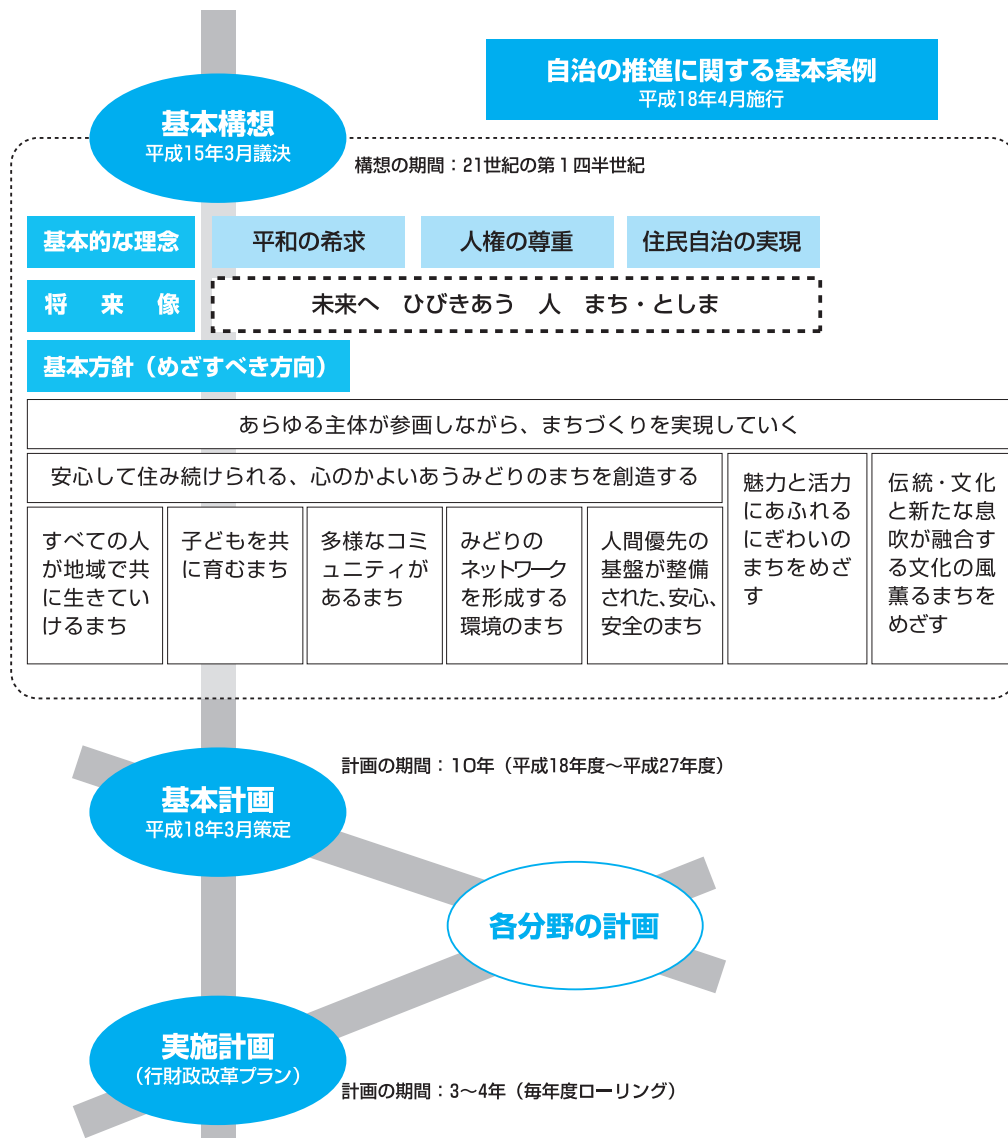 自治の推進に関する基本条例
平成18年4月施行
基本構想
平成15年3月議決
構想の期間：21世紀の第1四半世紀
基本的な理念
平和の希求
人権の尊重
住民自治の実現
将　来　像
未来へ　ひびきあう　人　まち・としま
基本方針（めざすべき方向）
あらゆる主体が参画しながら、まちづくりを実現していく
安心して住み続けられる、心のかよいあうみどりのまちを創造する
すべての人
が地域で共
に生きてい
けるまち
子どもを共
に育むまち
多様なコミ
ュニティが
あるまち
みどりの
ネットワーク
を形成する
環境のまち
人間優先の
基盤が整備
された、安心、
安全のまち
魅力と活力
にあふれる
にぎわいの
まちをめざ
す
伝統・文化
と新たな息
吹が融合す
る文化の風
薫るまちを
めざす
計画の期間：10年（平成18年度～平成27年度）
基本計画
平成18年3月策定
各分野の計画
実施計画
（行財政改革プラン）
計画の期間：3～4年（毎年度ローリング）